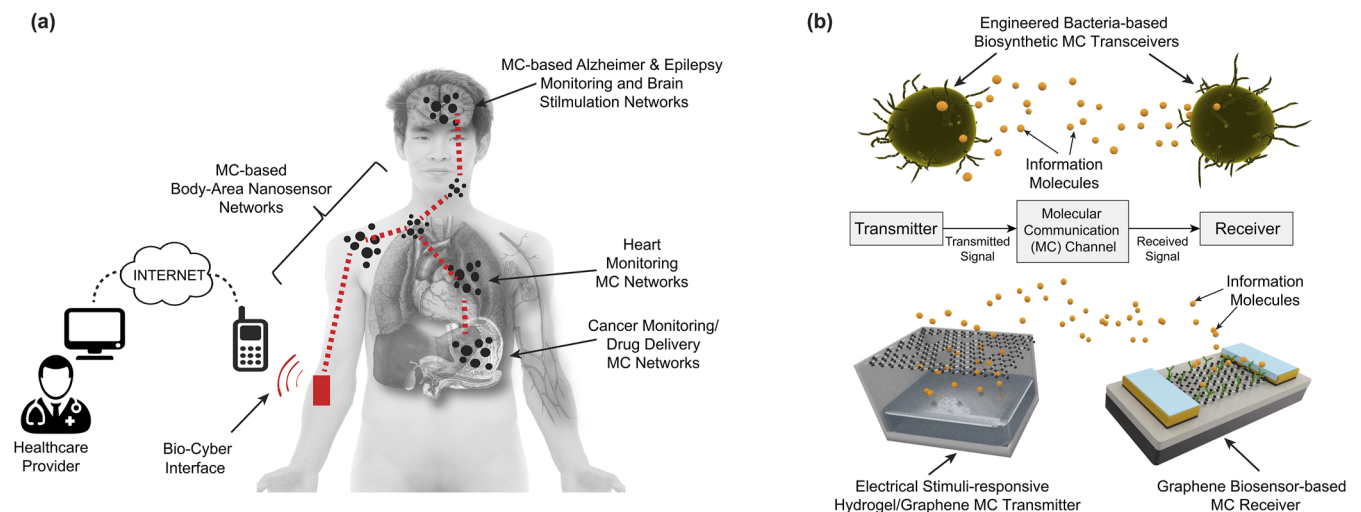 (a)
MC-based Alzheimer & Epilepsy
Monitoring and Brain
Stilmulation Networks
MC-based
Body-Area Nanosensor
Networks
INTERNET
Heart
Monitoring
MC Networks
Cancer Monitoring/
Drug Delivery
MC Networks
Healthcare
Provider
Bio-Cyber
Interface
(b)
Engineered Bacteria-based
Biosynthetic MC Transceivers
Information
Molecules
Transmitter
Transmitted
Signal
Molecular
Communication
(MC) Channel
Received
Signal
Receiver
Information
Molecules
Electrical Stimuli-responsive
Hydrogel/Graphene MC Transmitter
Graphene Biosensor-based
MC Receiver